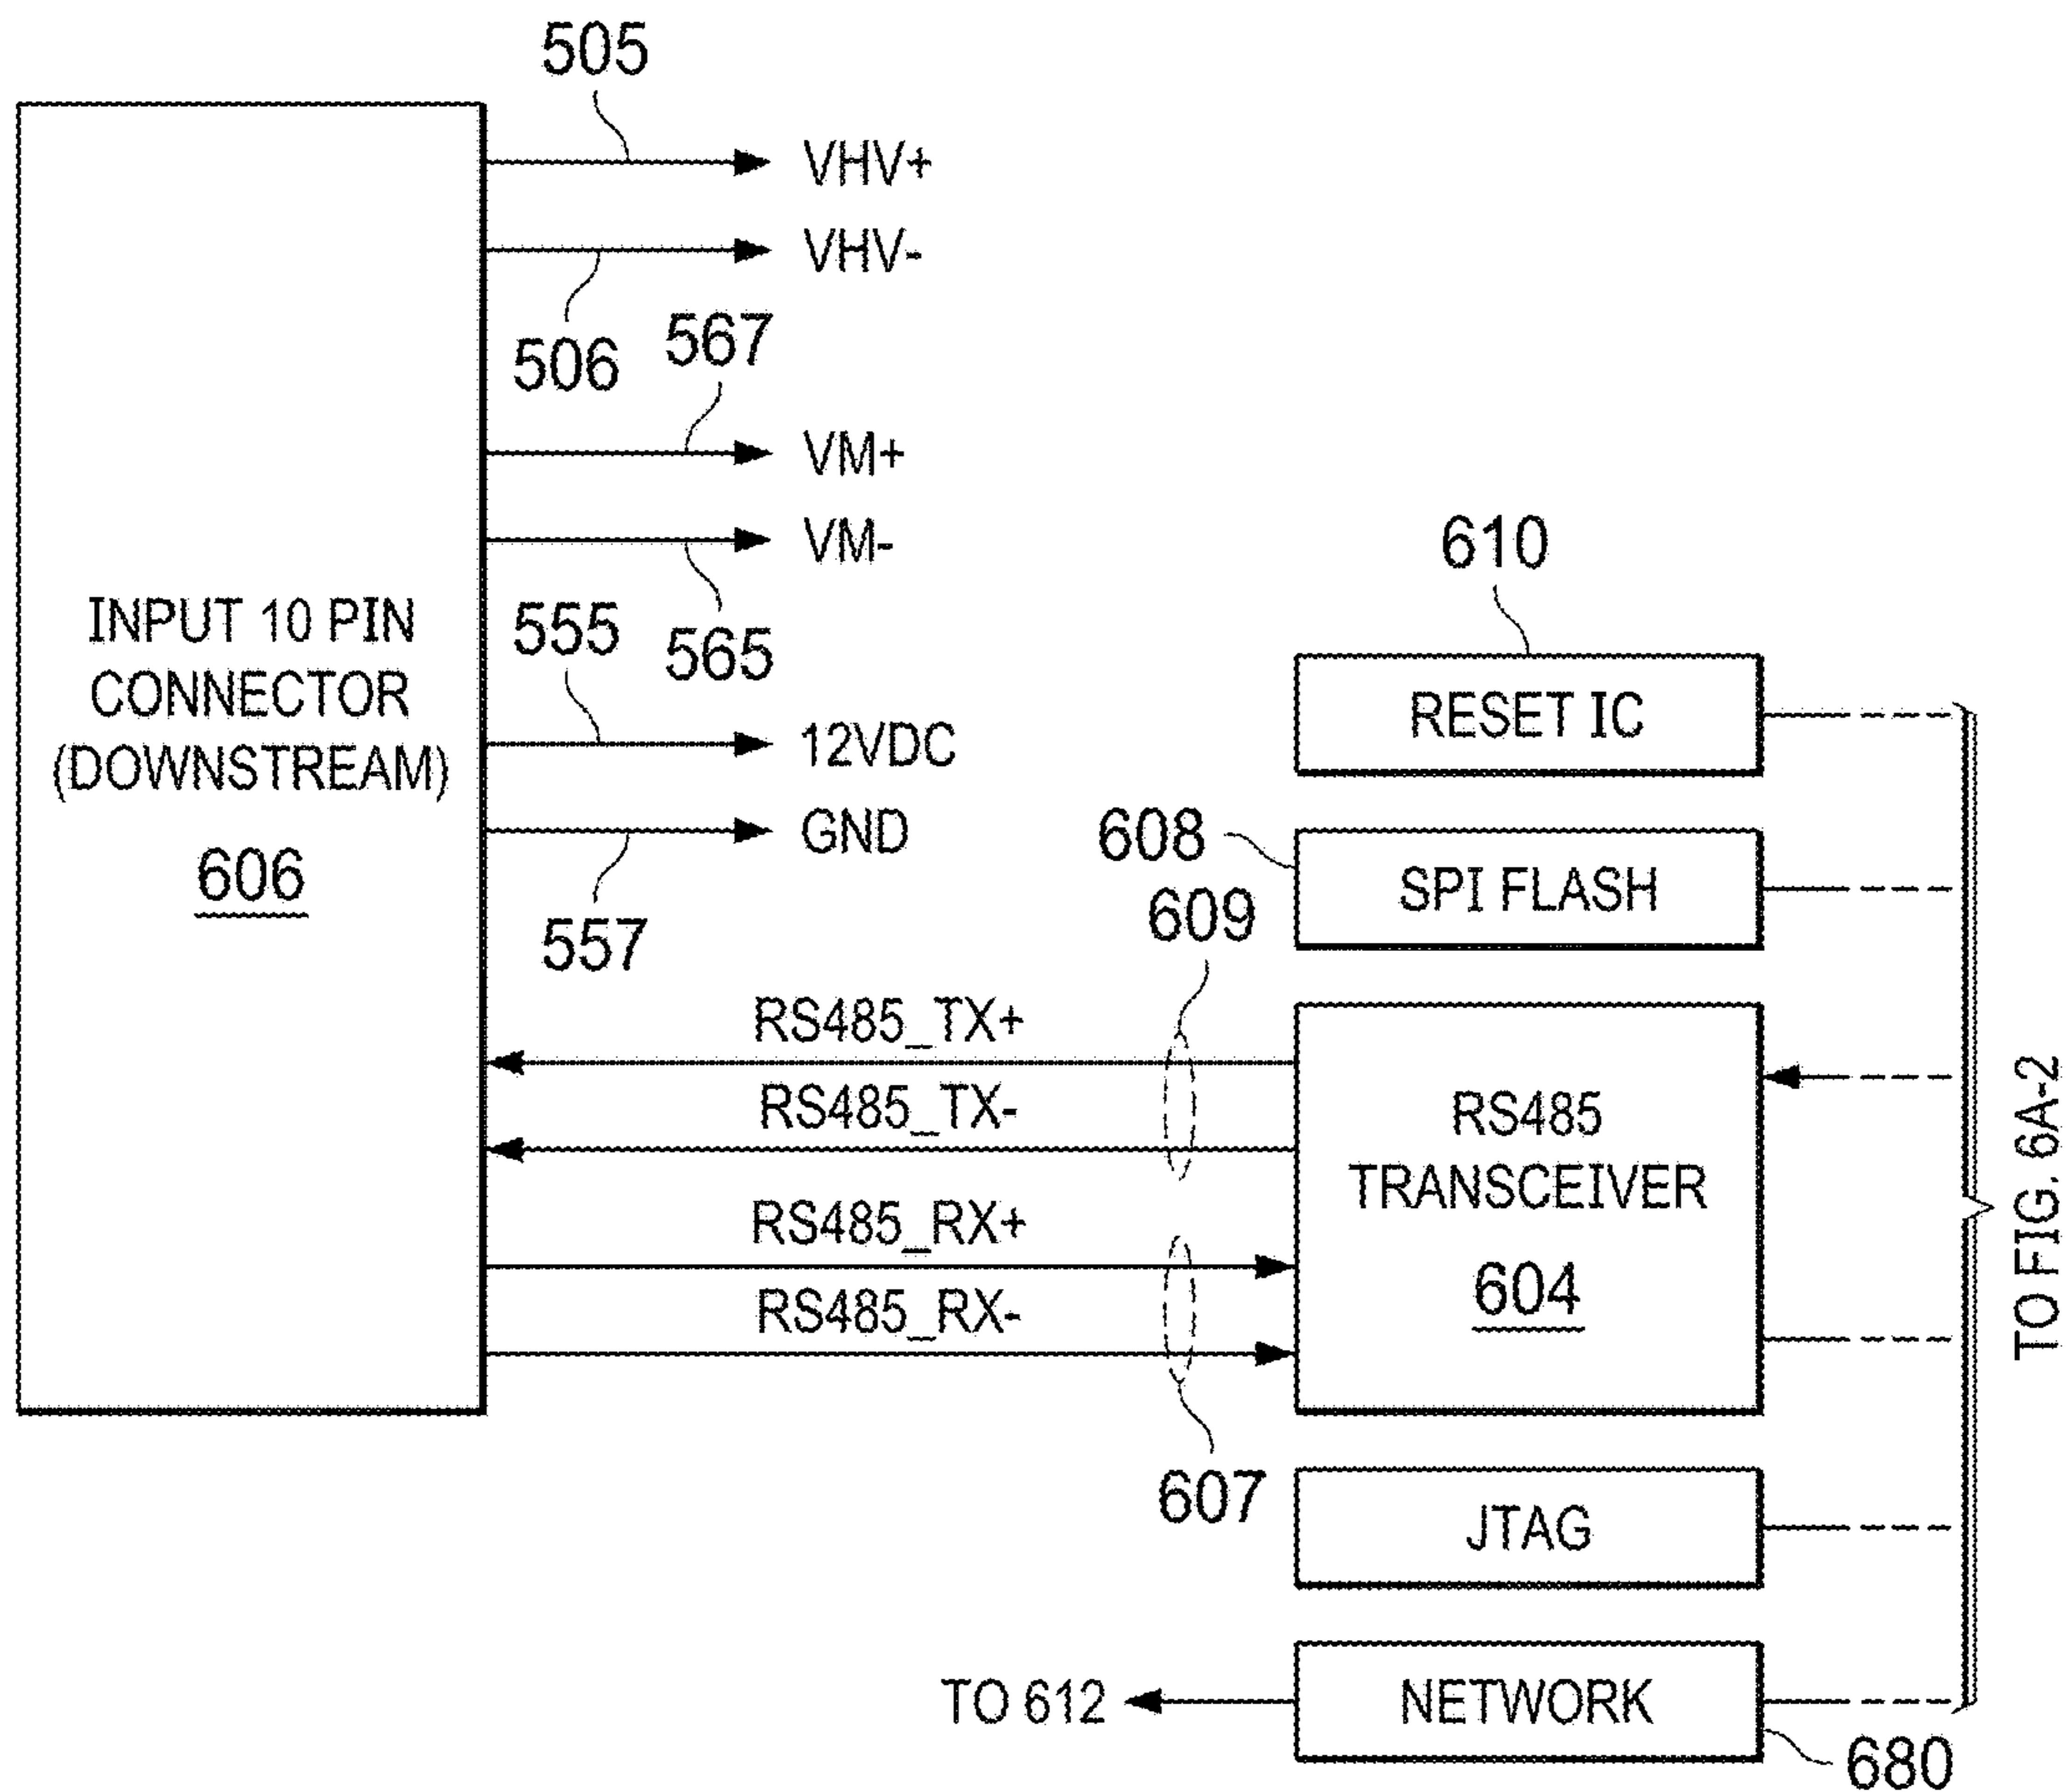 505
VHV+
VHV-
506
567
VM+
VM-
565
555
12VDC
GND
557
INPUT 10 PIN
CONNECTOR
(DOWNSTREAM)
606
610
RESET IC
608
SPI FLASH
609
RS485_TX+
RS485_TX-
RS485_RX+
RS485_RX-
607
RS485
TRANSCEIVER
604
JTAG
TO 612
NETWORK
680
TO FIG. 6A-2